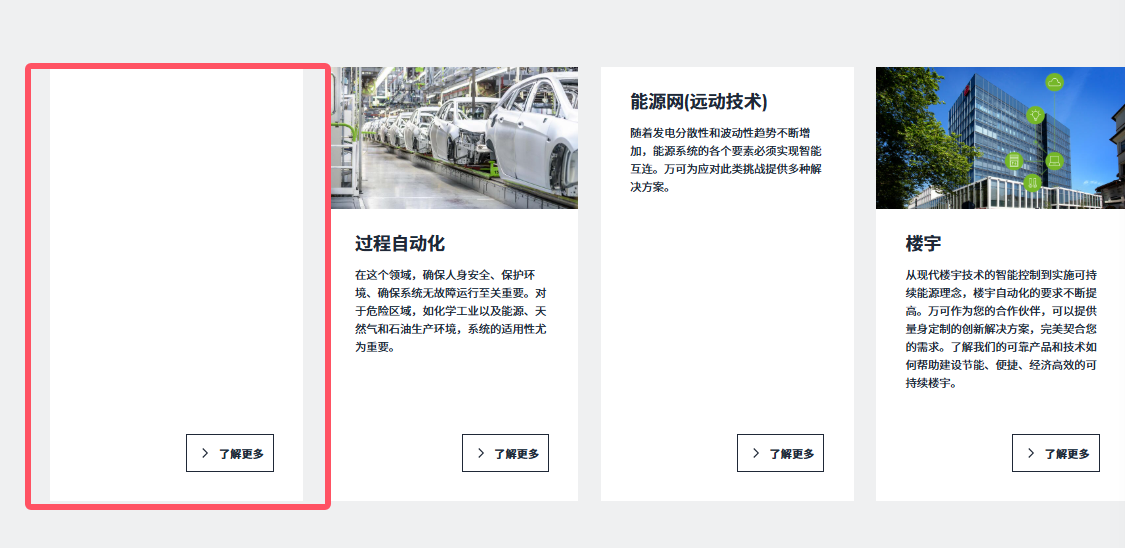 了解更多
过程自动化
在这个领域，确保人身安全、保护环
境、确保系统无故障运行至关重要。对
于危险区域，如化学工业以及能源、天
然气和石油生产环境，系统的适用性尤
为重要。
了解更多
能源网(远动技术)
随着发电分散性和波动性趋势不断增
加，能源系统的各个要素必须实现智能
互连。万可为应对此类挑战提供多种解
决方案。
了解更多
楼宇
从现代楼宇技术的智能控制到实施可持
续能源理念，楼宇自动化的要求不断提
高。万可作为您的合作伙伴，可以提供
量身定制的创新解决方案，完美契合您
的需求。了解我们的可靠产品和技术如
何帮助建设节能、便捷、经济高效的可
持续楼宇。
了解更多